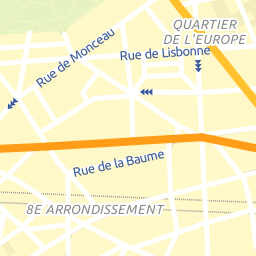 QUARTIER
DE L'EUROPE
Rue de Monceau
Rue de Lisbonne
Rue de la Baume
8E ARRONDISSEMENT